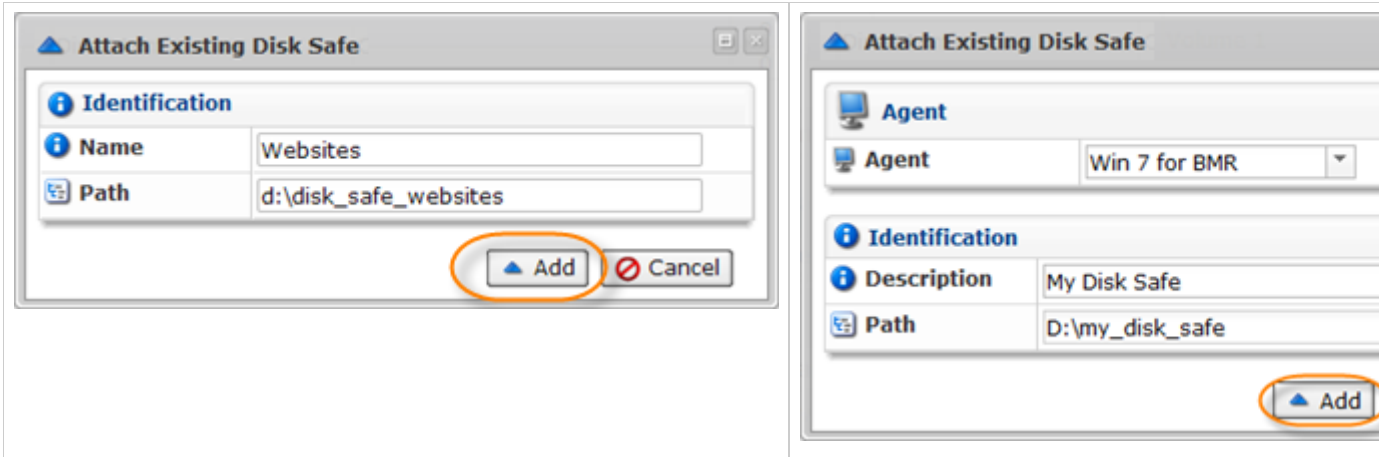 Attach Existing Disk Safe
Identification
Name Websites
Path d:\disk_safe_websites
Add Cancel
Attach Existing Disk Safe
Agent
Agent Win 7 for BMR
Identification
Description My Disk Safe
Path D:\my_disk_safe
Add